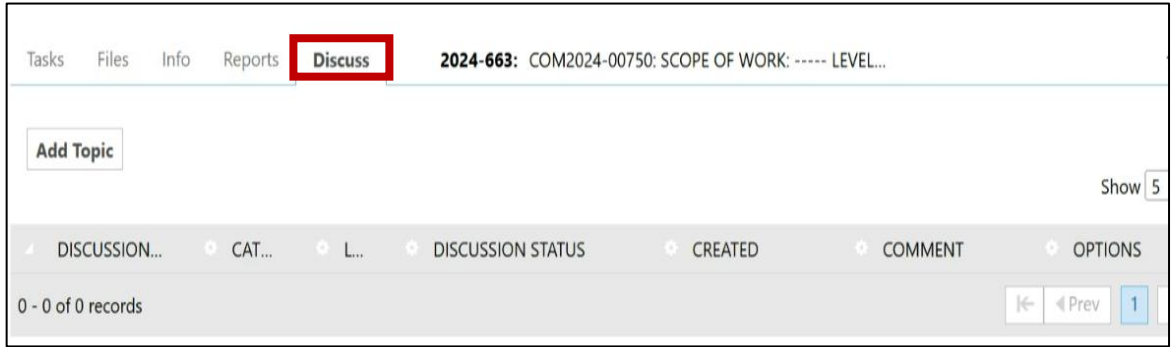 Tasks Files Info Reports Discuss 2024-663: COM2024-00750: SCOPE OF WORK: ----- LEVEL...
Add Topic
Show 5
DISCUSSION... CAT... L... DISCUSSION STATUS CREATED COMMENT OPTIONS
0 - 0 of 0 records Prev 1